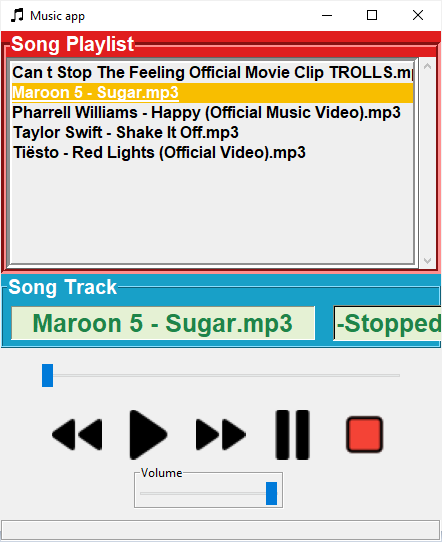 Music app
Song Playlist
Can t Stop The Feeling Official Movie Clip TROLLS.mp
Maroon 5 - Sugar.mp3
Pharrell Williams - Happy (Official Music Video).mp3
Taylor Swift - Shake It Off.mp3
Tiësto - Red Lights (Official Video).mp3
Song Track
Maroon 5 - Sugar.mp3
-Stopped
Volume